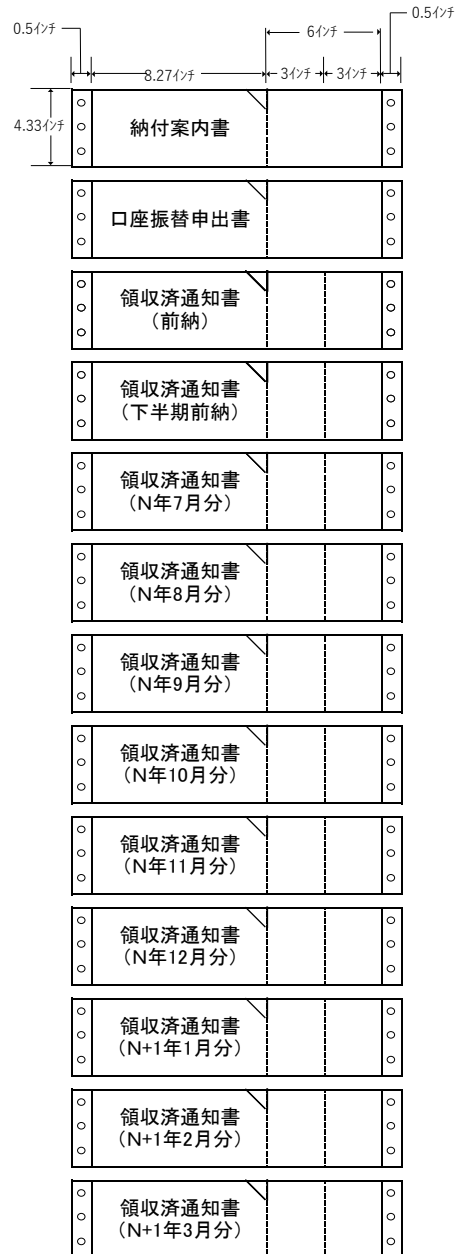 0.5インチ
6インチ
0.5インチ
8.27インチ
3インチ
3インチ
4.33インチ
納付案内書
口座振替申出書
領収済通知書
（前納）
領収済通知書
（下半期前納）
領収済通知書
（N年7月分）
領収済通知書
（N年8月分）
領収済通知書
（N年9月分）
領収済通知書
（N年10月分）
領収済通知書
（N年11月分）
領収済通知書
（N年12月分）
領収済通知書
（N+1年1月分）
領収済通知書
（N+1年2月分）
領収済通知書
（N+1年3月分）